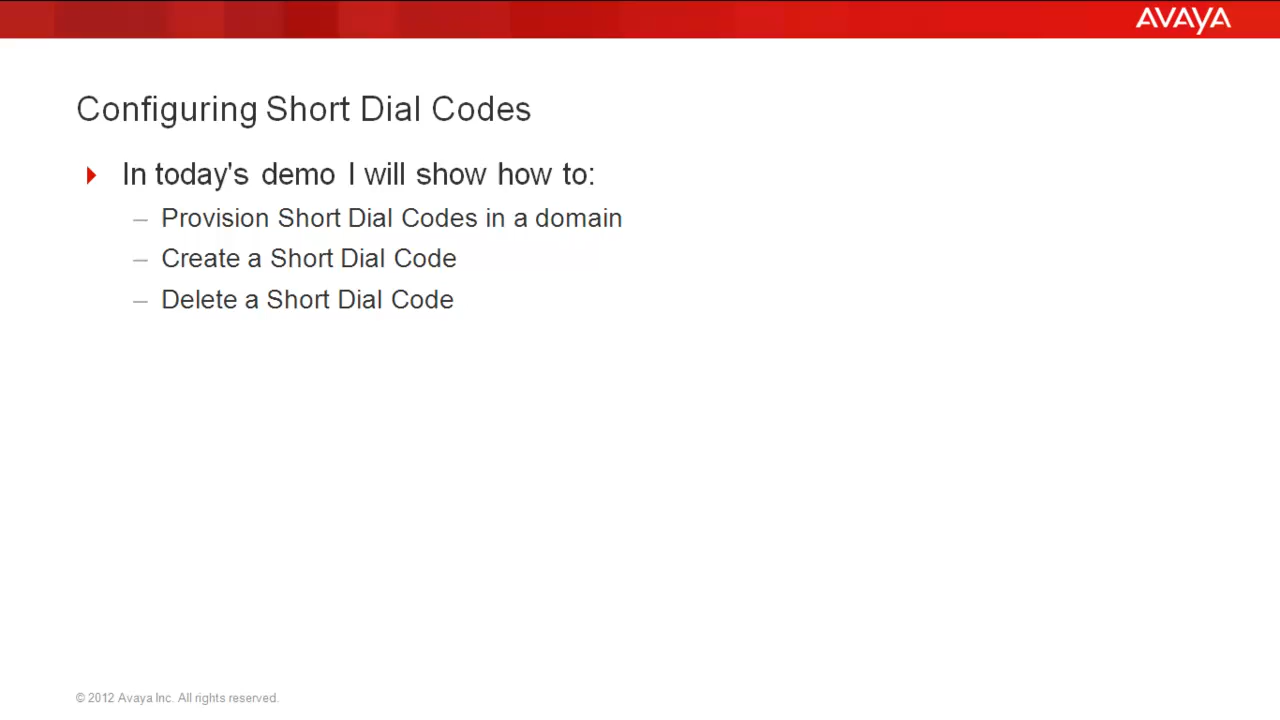 AVAYA
Configuring Short Dial Codes
In today's demo I will show how to:
– Provision Short Dial Codes in a domain
– Create a Short Dial Code
– Delete a Short Dial Code
© 2012 Avaya Inc. All rights reserved.